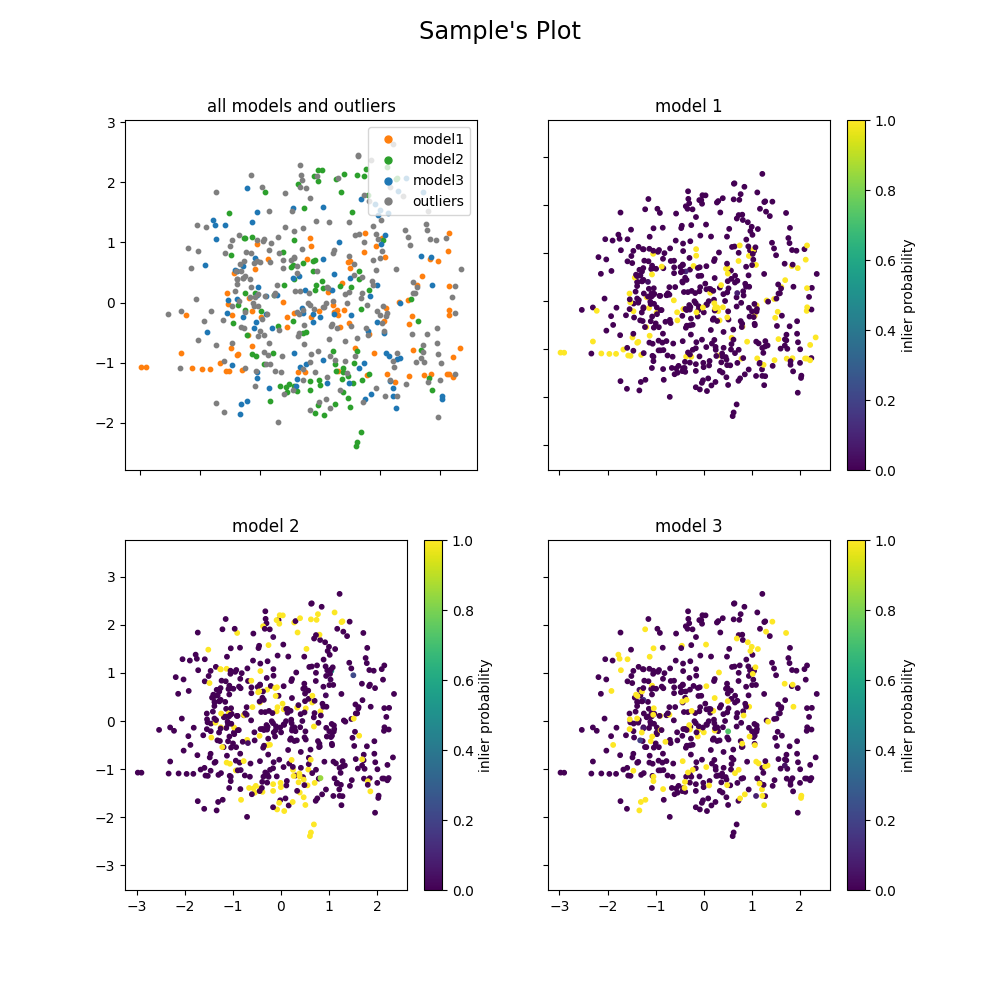 Sample's Plot
all models and outliers
3
2
1
0
−1
−2
model1
model2
model3
outliers
model 1
1.0
0.8
0.6
0.4
0.2
0.0
inlier probability
model 2
3
2
1
0
−1
−2
−3
−3 −2 −1 0 1 2
1.0
0.8
0.6
0.4
0.2
0.0
inlier probability
model 3
−3 −2 −1 0 1 2
1.0
0.8
0.6
0.4
0.2
0.0
inlier probability